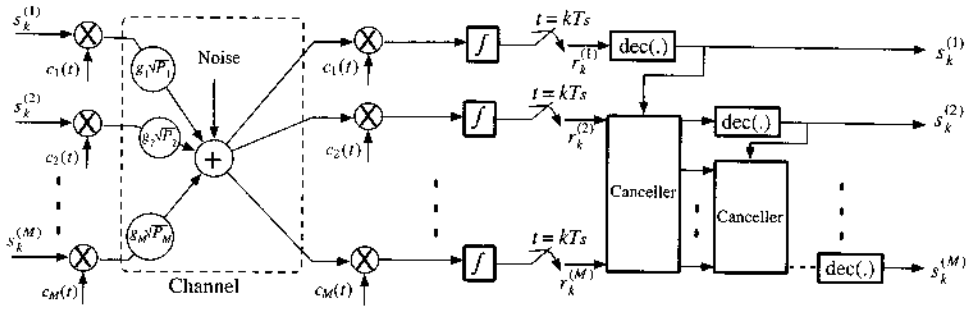 s_k^(1)
c_1(t)
g_1√P_1
Noise
c_1(t)
∫
t = kTs
r_k^(1)
dec(.)
s_k^(1)
s_k^(2)
c_2(t)
g_2√P_2
+
c_2(t)
∫
t = kTs
r_k^(2)
dec(.)
s_k^(2)
Canceller
Canceller
s_k^(M)
c_M(t)
g_M√P_M
Channel
c_M(t)
∫
t = kTs
r_k^(M)
dec(.)
s_k^(M)